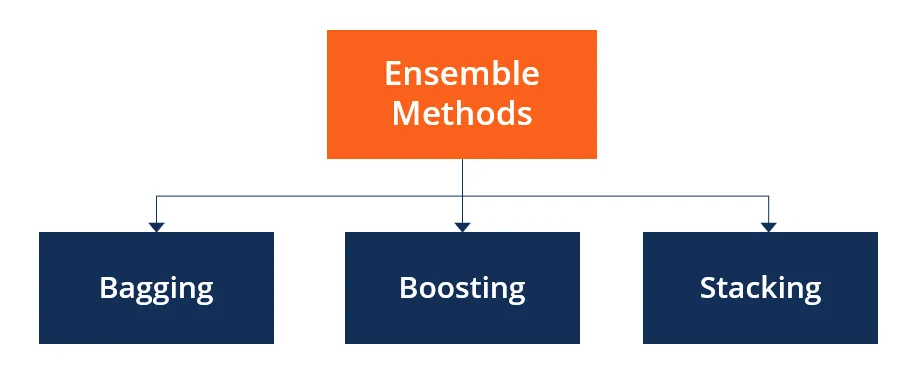 Ensemble
Methods
Bagging
Boosting
Stacking